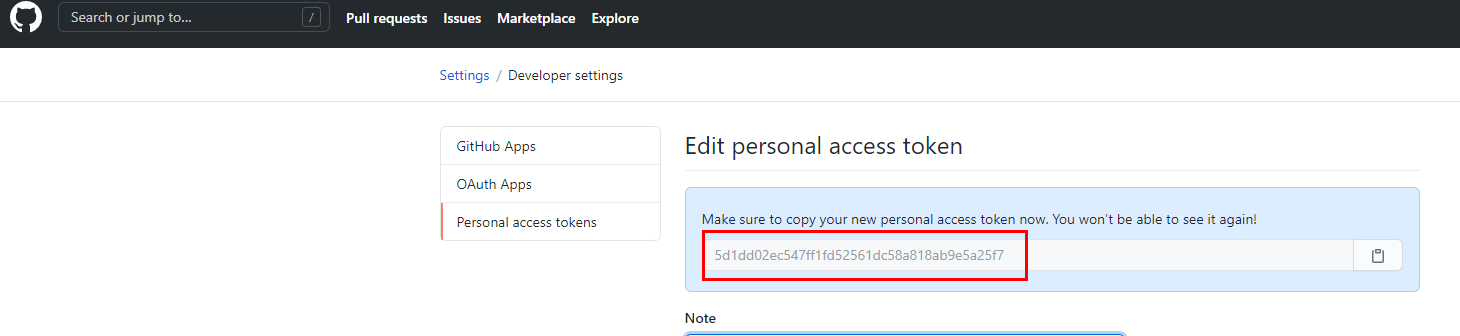 Search or jump to... /
Pull requests Issues Marketplace Explore
Settings / Developer settings
GitHub Apps
OAuth Apps
Personal access tokens
Edit personal access token
Make sure to copy your new personal access token now. You won't be able to see it again!
5d1dd02ec547ff1fd52561dc58a818ab9e5a25f7
Note